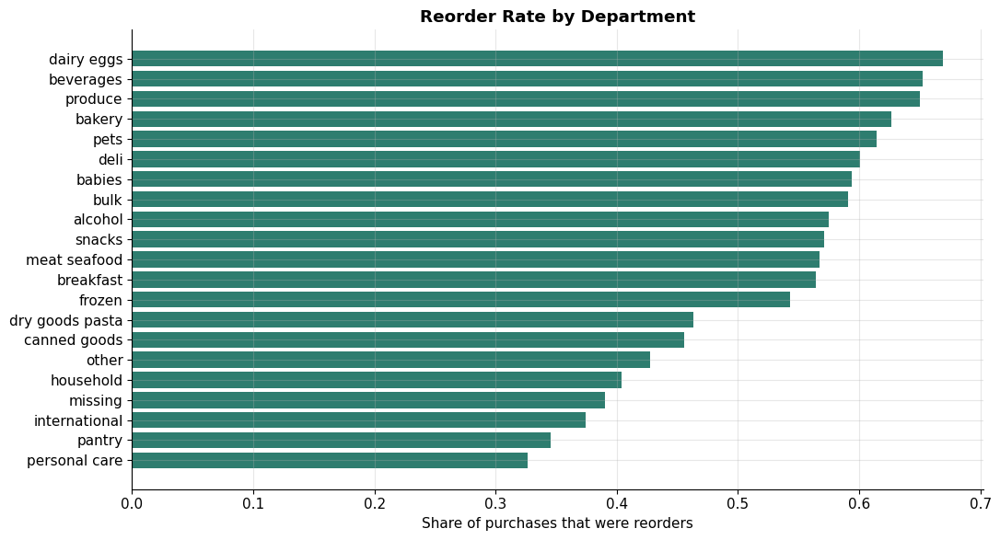 Reorder Rate by Department
dairy eggs
beverages
produce
bakery
pets
deli
babies
bulk
alcohol
snacks
meat seafood
breakfast
frozen
dry goods pasta
canned goods
other
household
missing
international
pantry
personal care
0.0 0.1 0.2 0.3 0.4 0.5 0.6 0.7
Share of purchases that were reorders